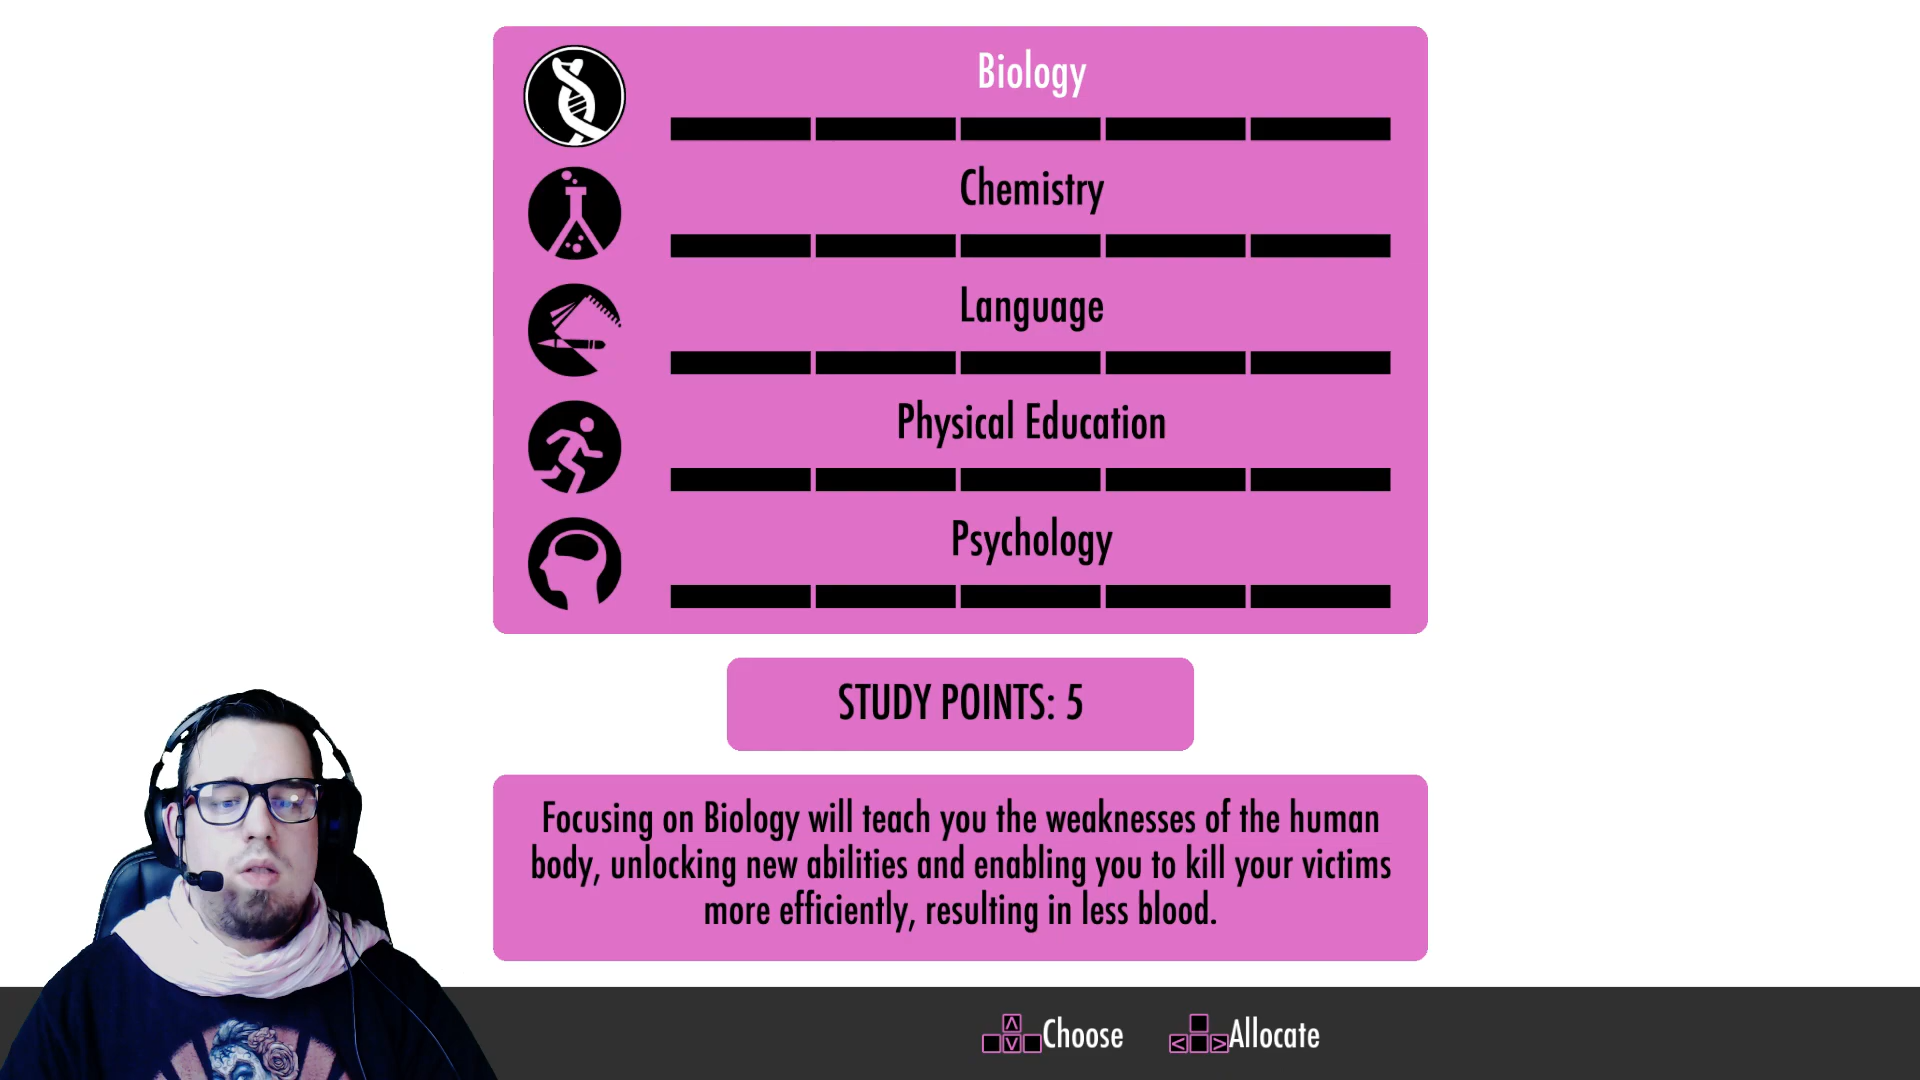 Biology
Chemistry
Language
Physical Education
Psychology
STUDY POINTS: 5
Focusing on Biology will teach you the weaknesses of the human
body, unlocking new abilities and enabling you to kill your victims
more efficiently, resulting in less blood.
Choose
Allocate